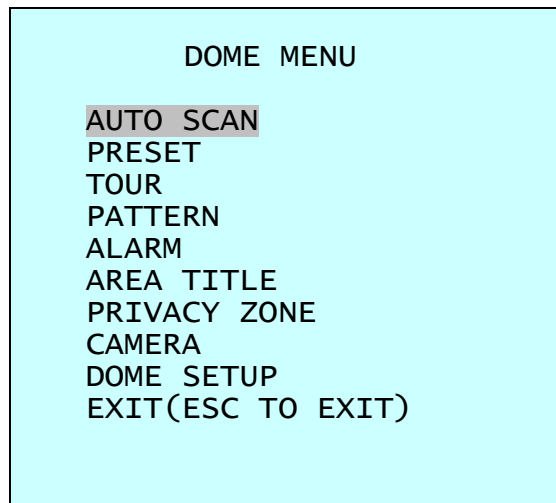 DOME MENU
AUTO SCAN
PRESET
TOUR
PATTERN
ALARM
AREA TITLE
PRIVACY ZONE
CAMERA
DOME SETUP
EXIT(ESC TO EXIT)